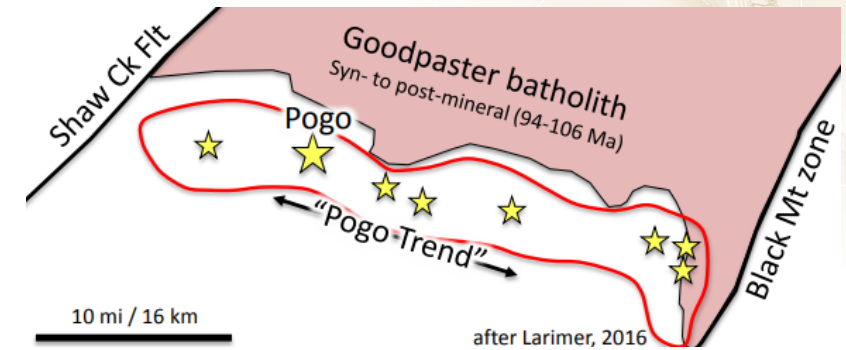 Shaw Ck Flt
Goodpaster batholith
Syn- to post-mineral (94-106 Ma)
Pogo
“Pogo Trend”
Black Mt zone
10 mi / 16 km
after Larimer, 2016